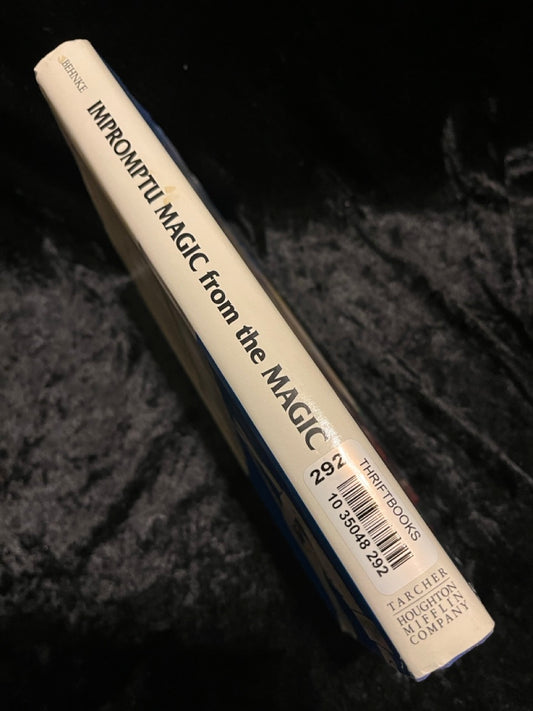 BEHNKE
IMPROMPTU MAGIC from the MAGIC
292
THRIFTBOOKS
10 35048 292
TARCHER
HOUGHTON
MIFFLIN
COMPANY